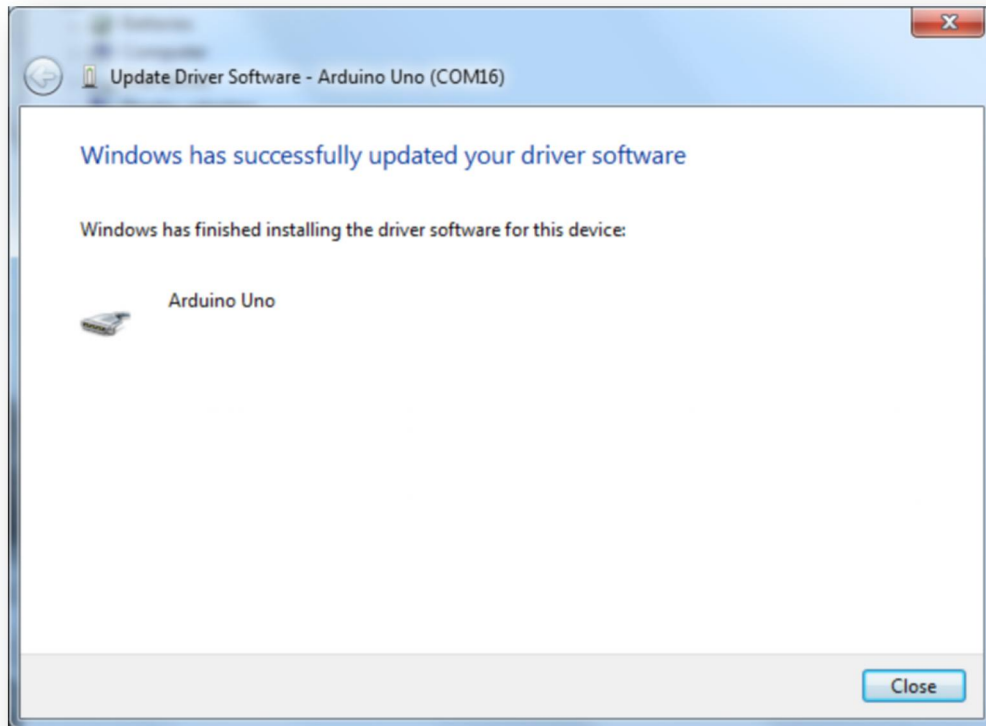 Update Driver Software - Arduino Uno (COM16)
Windows has successfully updated your driver software
Windows has finished installing the driver software for this device:
Arduino Uno
Close